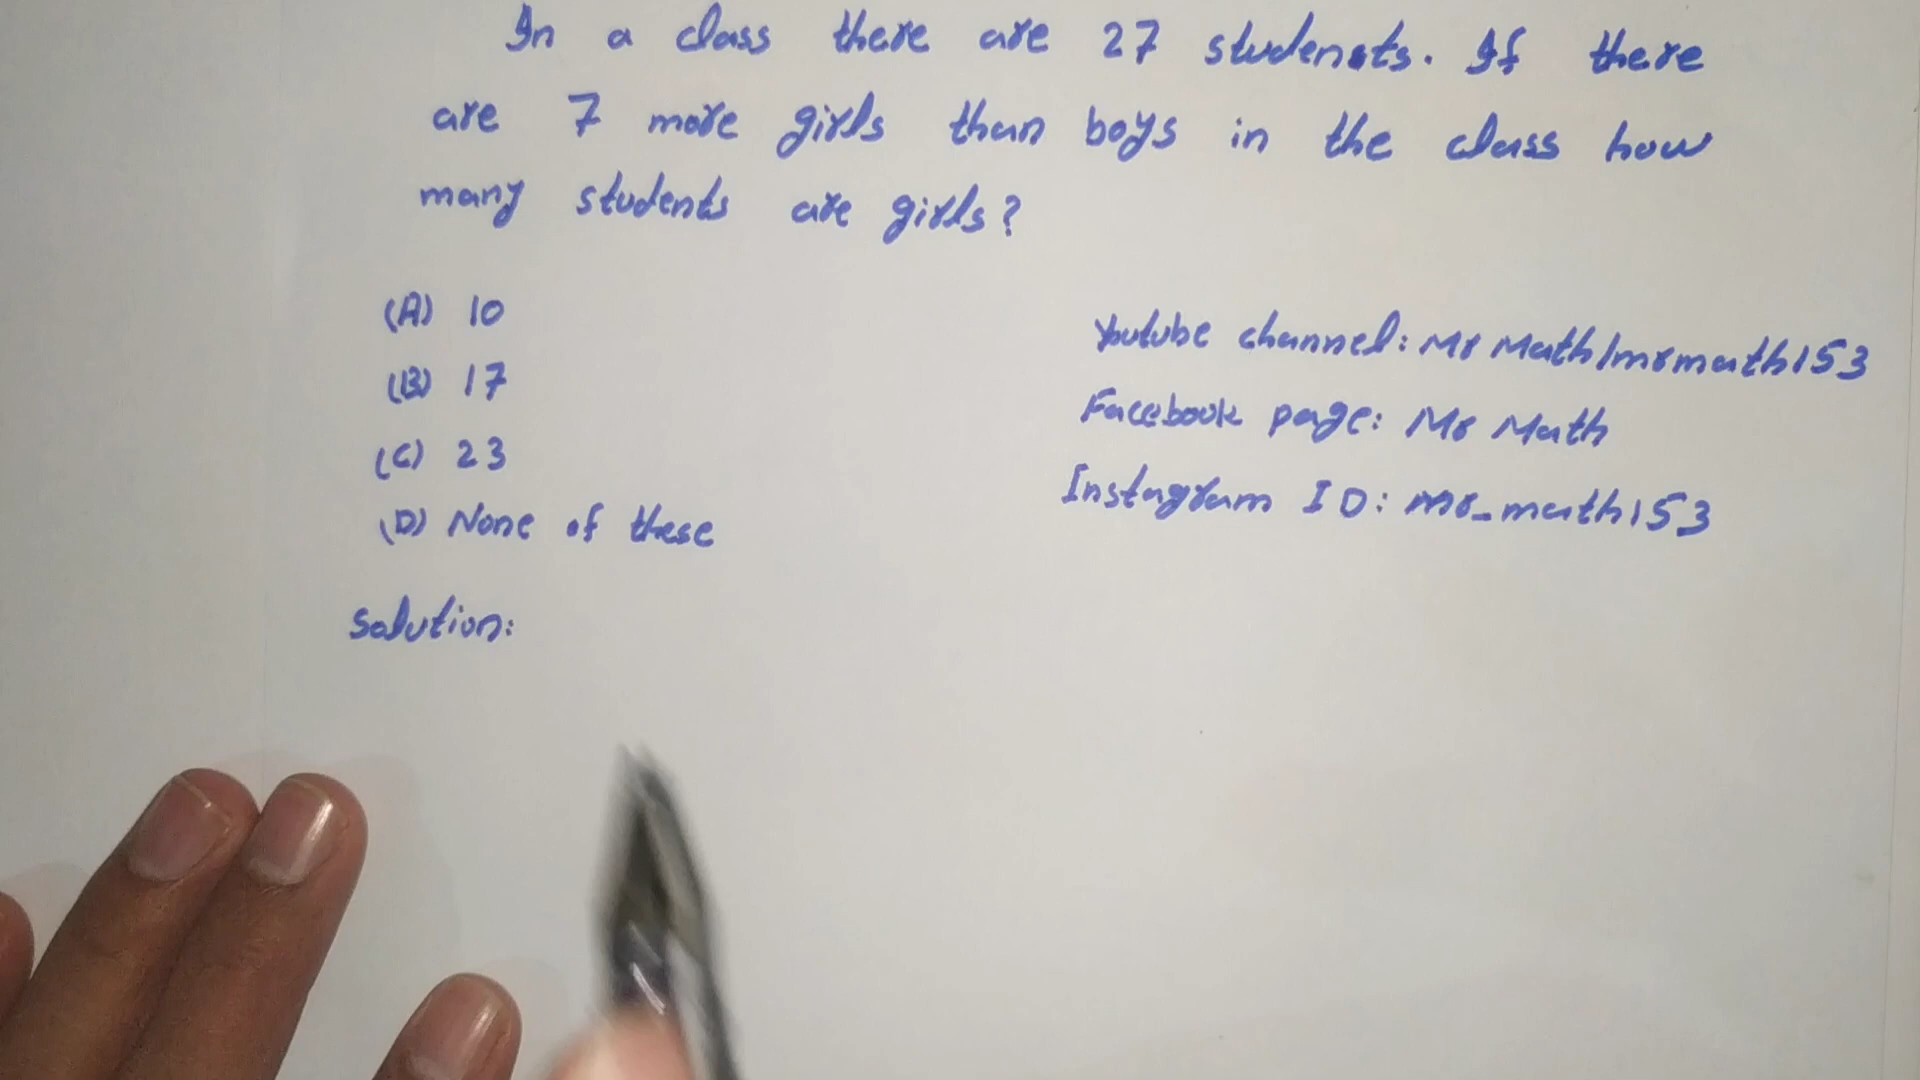 In a class there are 27 students. If there
are 7 more girls than boys in the class how
many students are girls?
(A) 10
(B) 17
(C) 23
(D) None of these
Youtube channel: Mr Math/mrmath153
Facebook page: Mr Math
Instagram ID: mr_math153
Solution: